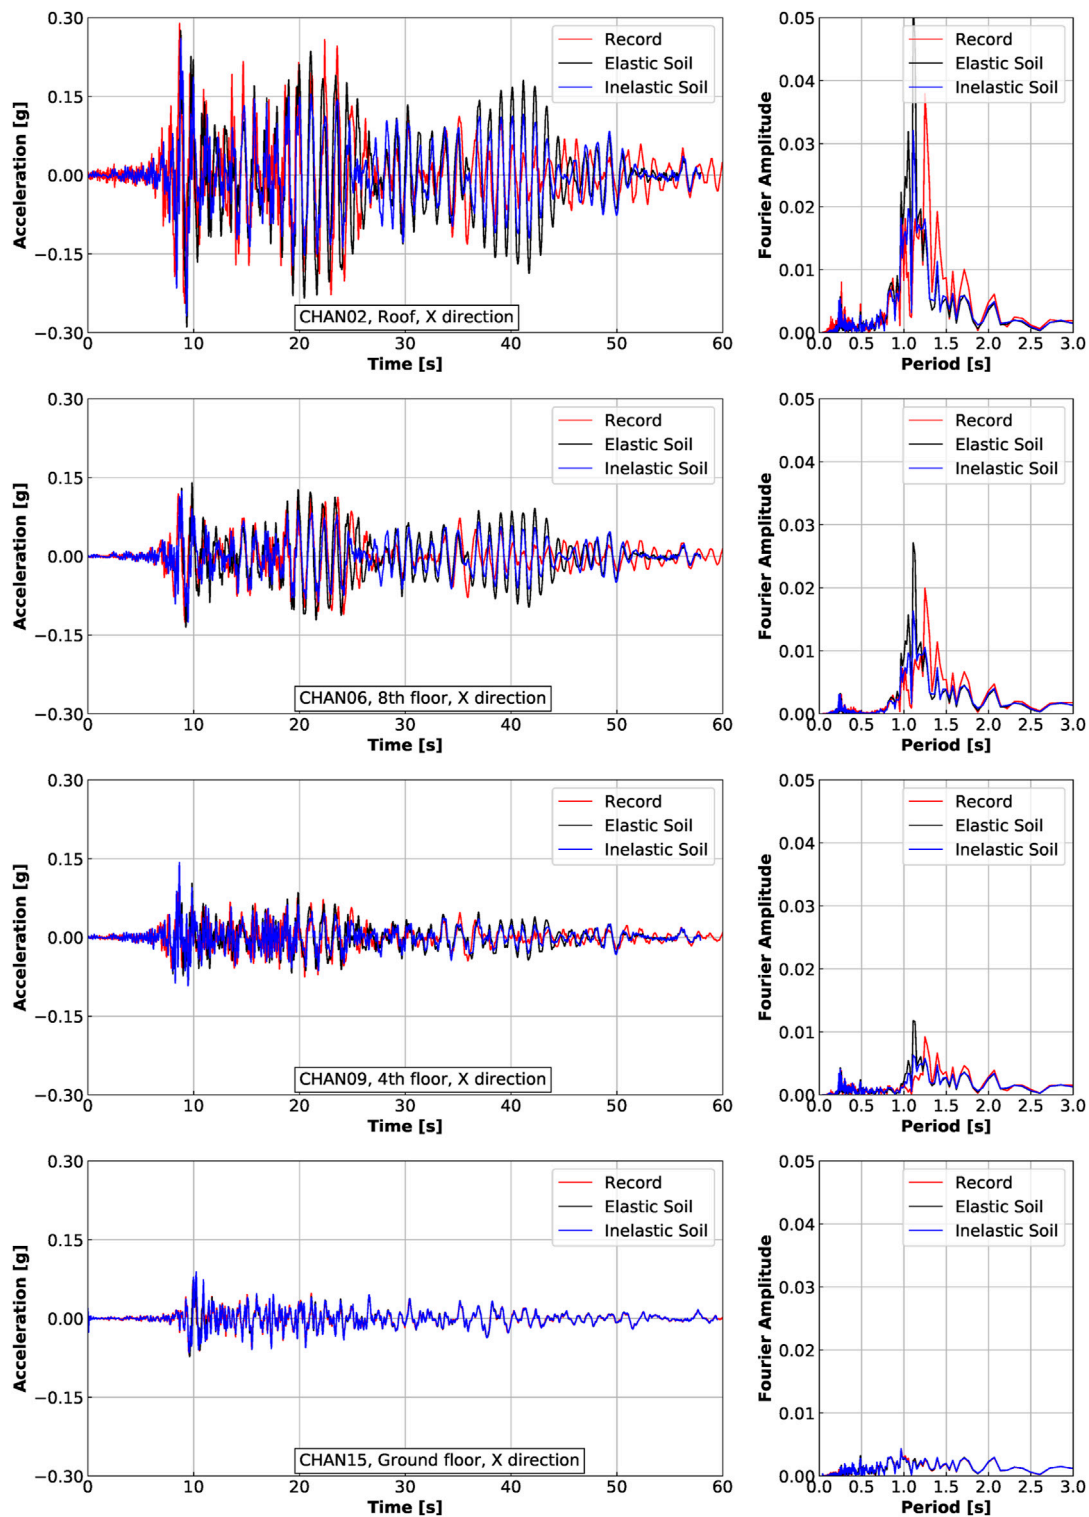 0.30
0.15
0.00
−0.15
−0.30
Acceleration [g]
Record
Elastic Soil
Inelastic Soil
CHAN02, Roof, X direction
0 10 20 30 40 50 60
Time [s]
0.05
0.04
0.03
0.02
0.01
0.00
Fourier Amplitude
Record
Elastic Soil
Inelastic Soil
0.0 0.5 1.0 1.5 2.0 2.5 3.0
Period [s]
0.30
0.15
0.00
−0.15
−0.30
Acceleration [g]
Record
Elastic Soil
Inelastic Soil
CHAN06, 8th floor, X direction
0 10 20 30 40 50 60
Time [s]
0.05
0.04
0.03
0.02
0.01
0.00
Fourier Amplitude
Record
Elastic Soil
Inelastic Soil
0.0 0.5 1.0 1.5 2.0 2.5 3.0
Period [s]
0.30
0.15
0.00
−0.15
−0.30
Acceleration [g]
Record
Elastic Soil
Inelastic Soil
CHAN09, 4th floor, X direction
0 10 20 30 40 50 60
Time [s]
0.05
0.04
0.03
0.02
0.01
0.00
Fourier Amplitude
Record
Elastic Soil
Inelastic Soil
0.0 0.5 1.0 1.5 2.0 2.5 3.0
Period [s]
0.30
0.15
0.00
−0.15
−0.30
Acceleration [g]
Record
Elastic Soil
Inelastic Soil
CHAN15, Ground floor, X direction
0 10 20 30 40 50 60
Time [s]
0.05
0.04
0.03
0.02
0.01
0.00
Fourier Amplitude
Record
Elastic Soil
Inelastic Soil
0.0 0.5 1.0 1.5 2.0 2.5 3.0
Period [s]